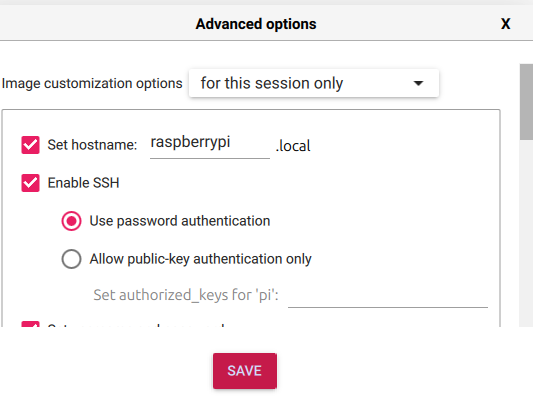 Advanced options X
Image customization options for this session only
Set hostname: raspberrypi .local
Enable SSH
Use password authentication
Allow public-key authentication only
Set authorized_keys for 'pi':
SAVE